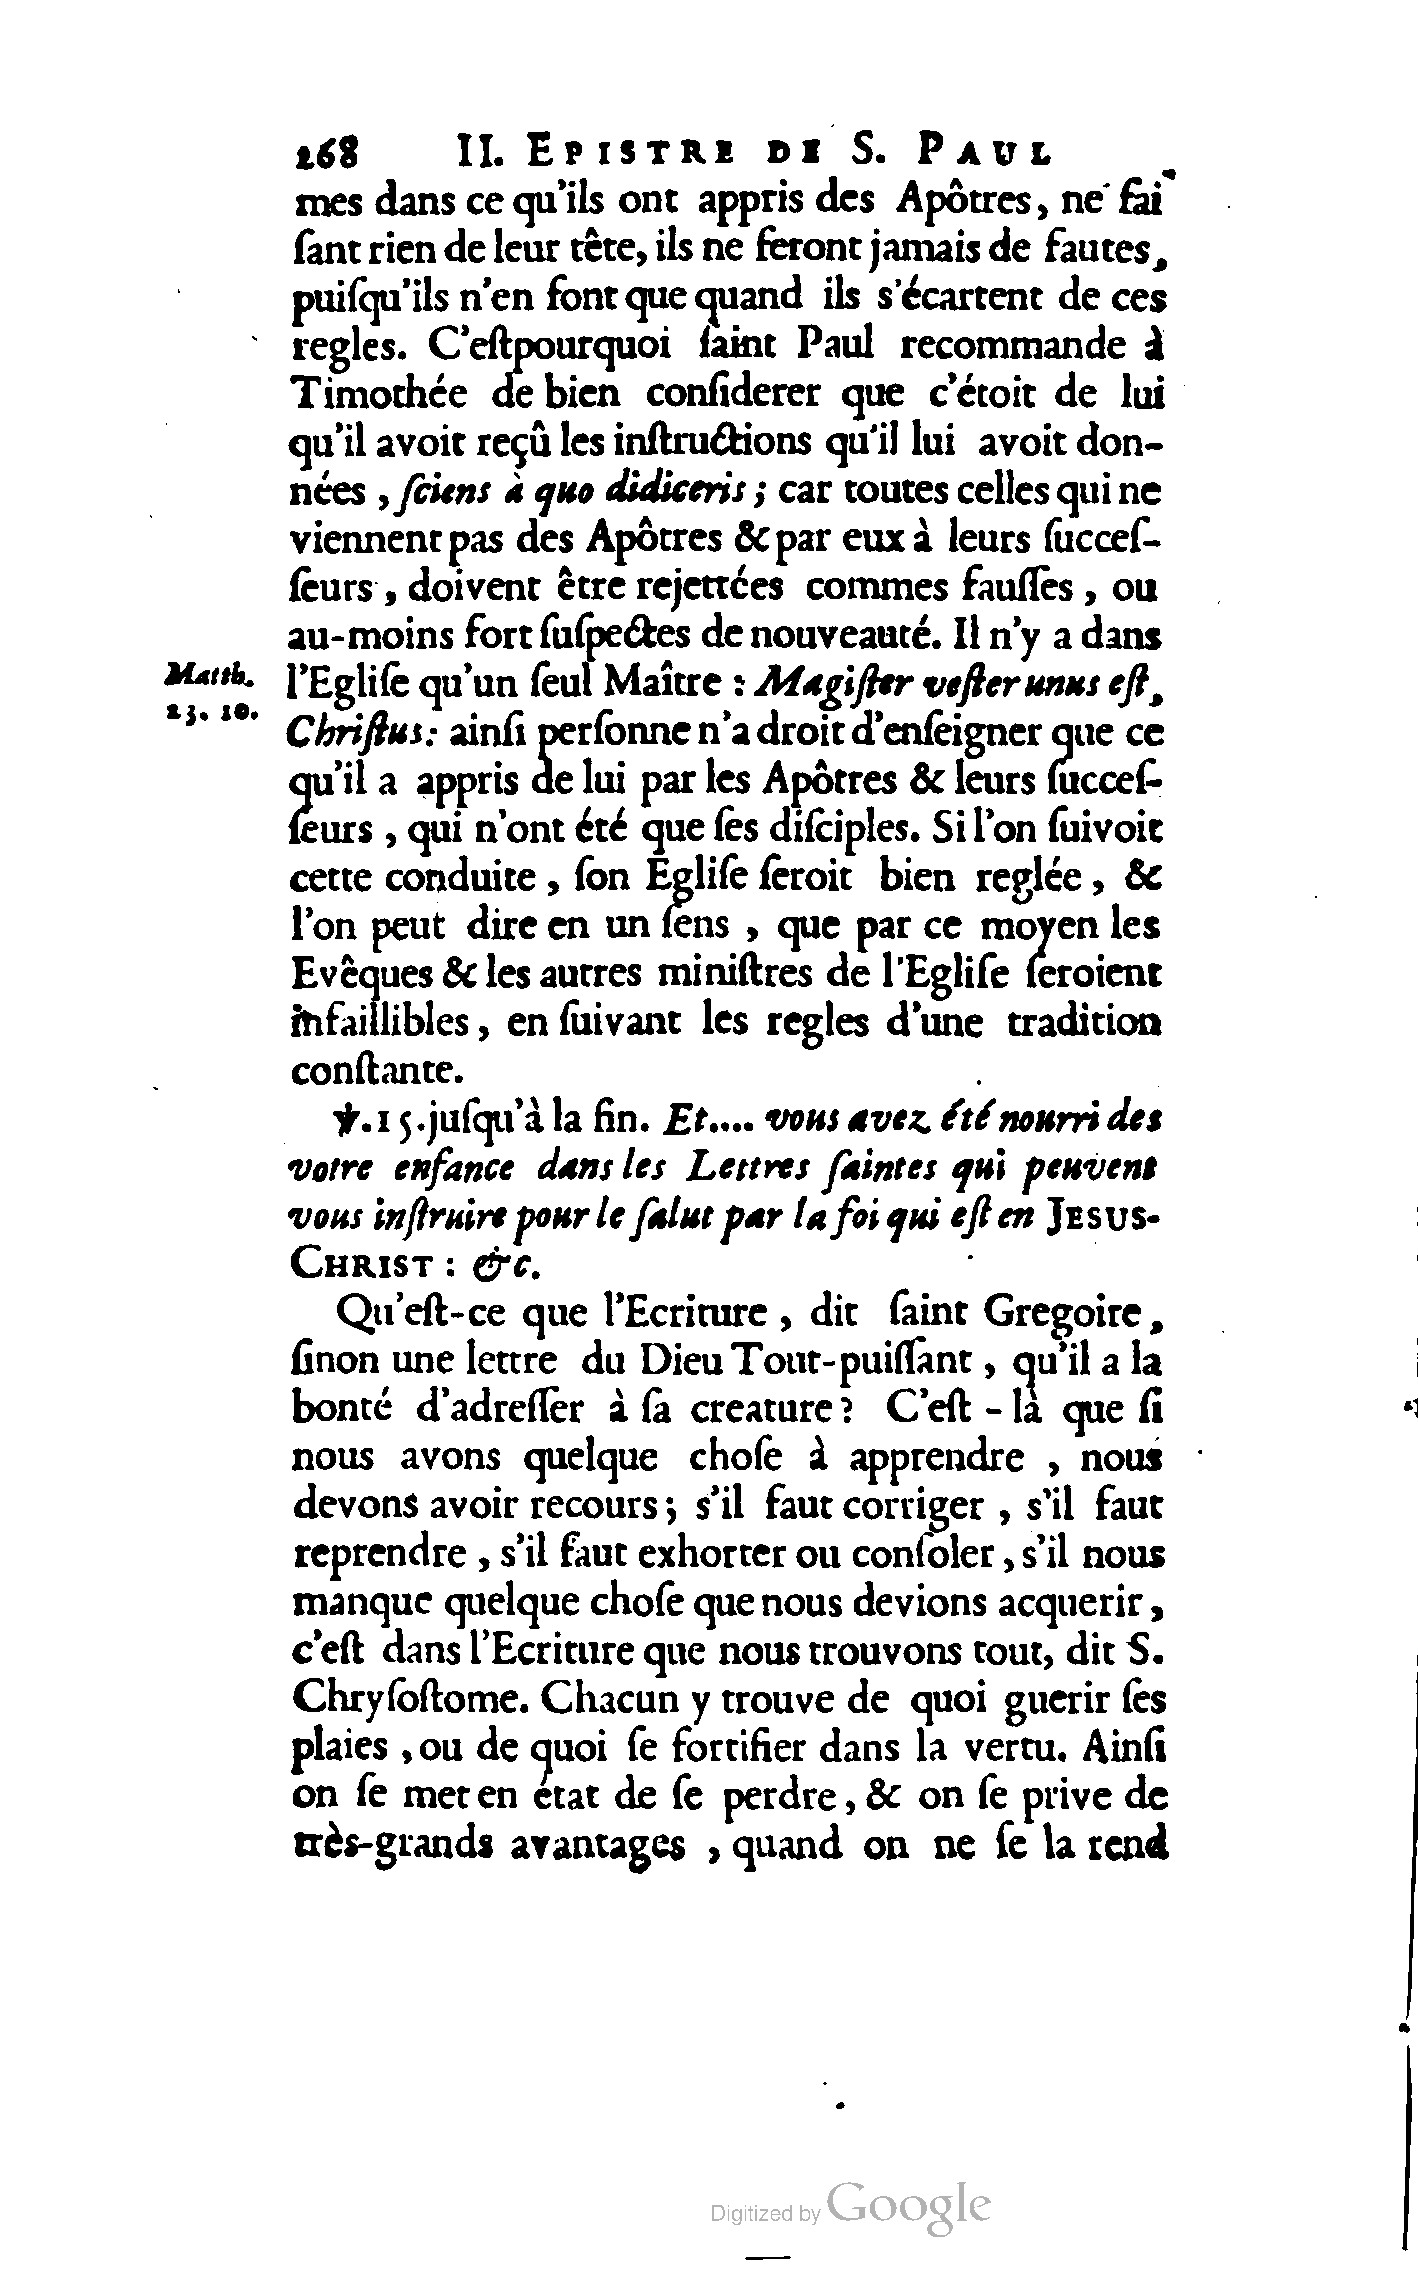 268 II. EPISTRE DE S. PAUL
mes dans ce qu'ils ont appris des Apôtres, ne fai-
ſant rien de leur tête, ils ne feront jamais de fautes,
puiſqu'ils n'en font que quand ils s'écartent de ces
regles. C'eſtpourquoi ſaint Paul recommande à
Timothée de bien conſiderer que c'étoit de lui
qu'il avoit reçû les inſtructions qu'il lui avoit don-
nées, ſciens à quo didiceris; car toutes celles qui ne
viennent pas des Apôtres & par eux à leurs ſucceſ-
ſeurs, doivent être rejettées commes fauſſes, ou
au-moins fort ſuſpectes de nouveauté. Il n'y a dans
Matth. l'Egliſe qu'un ſeul Maître : Magiſter veſter unus eſt,
23. 10. Chriſtus: ainſi perſonne n'a droit d'enſeigner que ce
qu'il a appris de lui par les Apôtres & leurs ſucceſ-
ſeurs, qui n'ont été que ſes diſciples. Si l'on ſuivoit
cette conduite, ſon Egliſe ſeroit bien reglée, &
l'on peut dire en un ſens, que par ce moyen les
Evêques & les autres miniſtres de l'Egliſe ſeroient
infaillibles, en ſuivant les regles d'une tradition
conſtante.
℣. 15. juſqu'à la fin. Et.... vous avez été nourri des
votre enfance dans les Lettres ſaintes qui peuvent
vous inſtruire pour le ſalut par la foi qui eſt en JESUS-
CHRIST : &c.
Qu'eſt-ce que l'Ecriture, dit ſaint Gregoire,
ſinon une lettre du Dieu Tout-puiſſant, qu'il a la
bonté d'adreſſer à ſa creature? C'eſt-là que ſi
nous avons quelque choſe à apprendre, nous
devons avoir recours; s'il faut corriger, s'il faut
reprendre, s'il faut exhorter ou conſoler, s'il nous
manque quelque choſe que nous devions acquerir,
c'eſt dans l'Ecriture que nous trouvons tout, dit S.
Chryſoſtome. Chacun y trouve de quoi guerir ſes
plaies, ou de quoi ſe fortifier dans la vertu. Ainſi
on ſe met en état de ſe perdre, & on ſe prive de
très-grands avantages, quand on ne ſe la rend
Digitized by Google